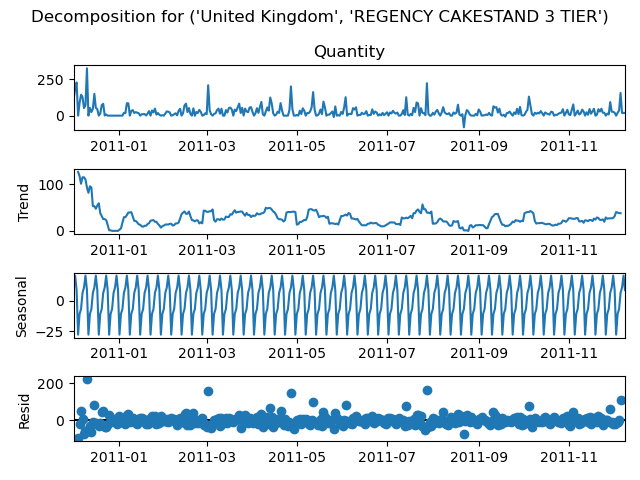 Decomposition for ('United Kingdom', 'REGENCY CAKESTAND 3 TIER')
Quantity
250
0
2011-01 2011-03 2011-05 2011-07 2011-09 2011-11
Trend
100
0
2011-01 2011-03 2011-05 2011-07 2011-09 2011-11
Seasonal
0
−25
2011-01 2011-03 2011-05 2011-07 2011-09 2011-11
Resid
200
0
2011-01 2011-03 2011-05 2011-07 2011-09 2011-11